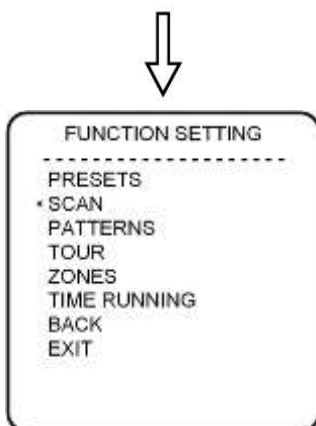 FUNCTION SETTING
- - - - - - - - - - - - - - - - - - - - -
PRESETS
• SCAN
PATTERNS
TOUR
ZONES
TIME RUNNING
BACK
EXIT